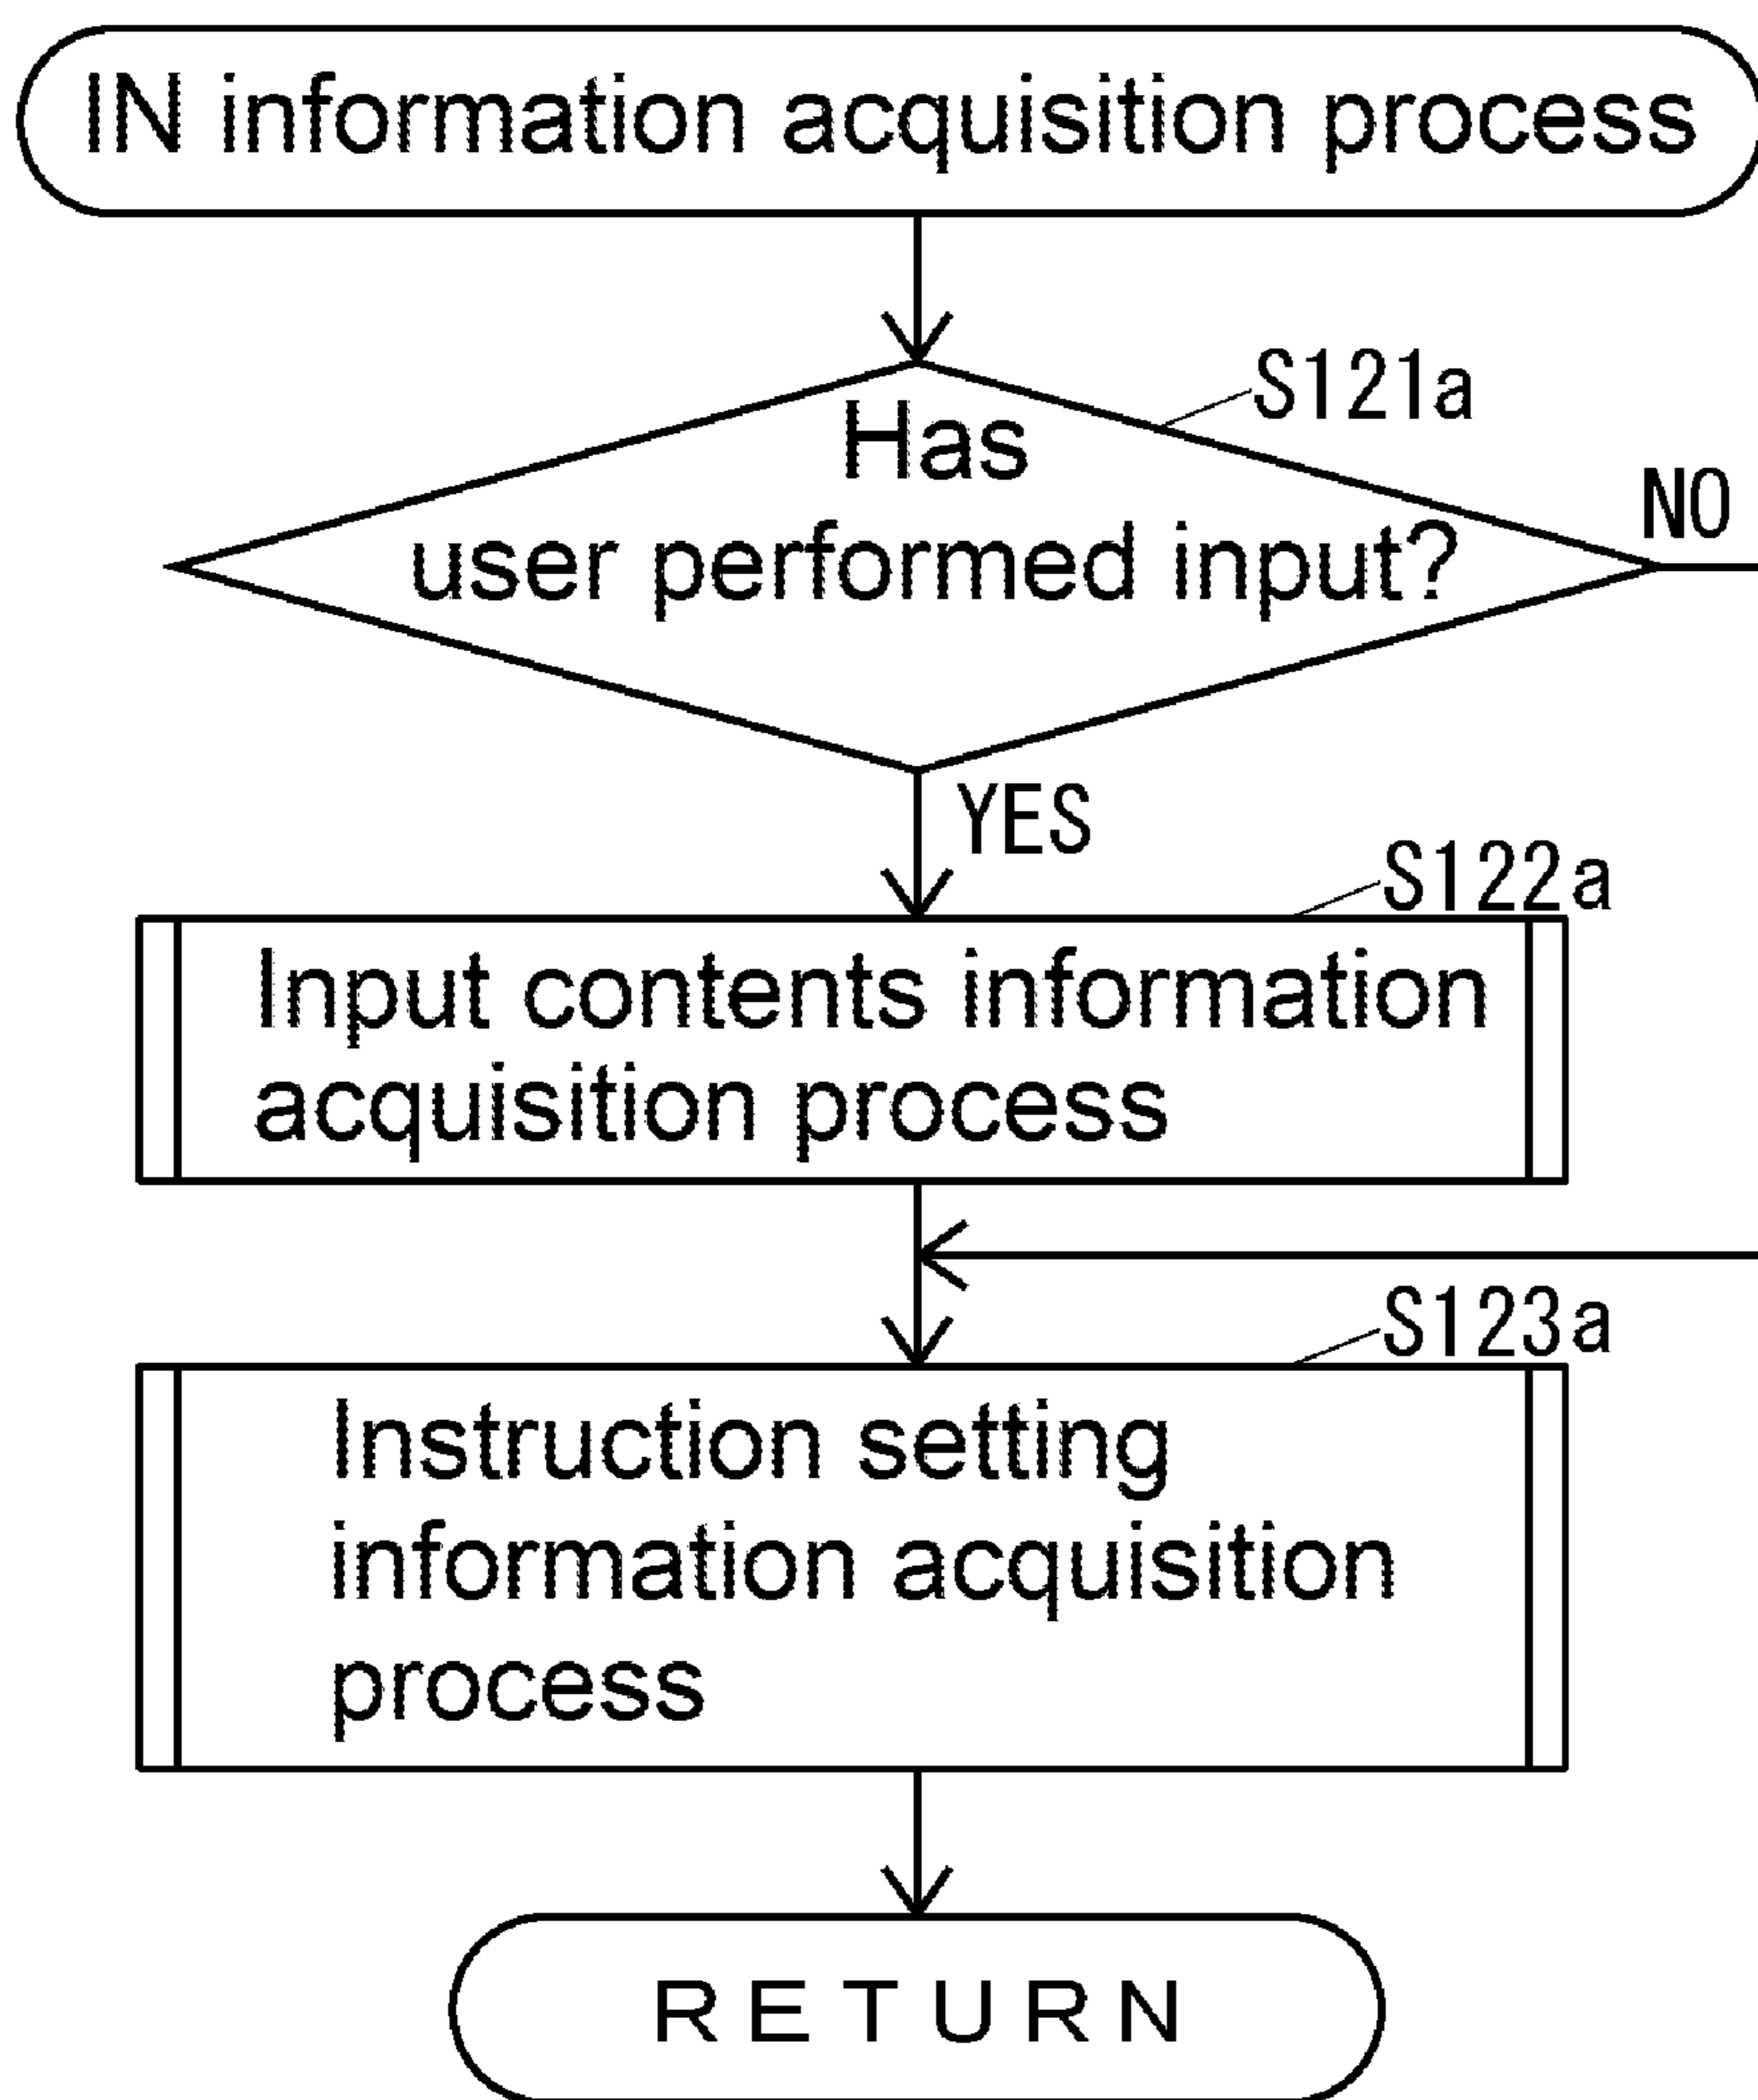 IN information acquisition process
S121a
Has
user performed input?
NO
YES
S122a
Input contents information
acquisition process
S123a
Instruction setting
information acquisition
process
RETURN